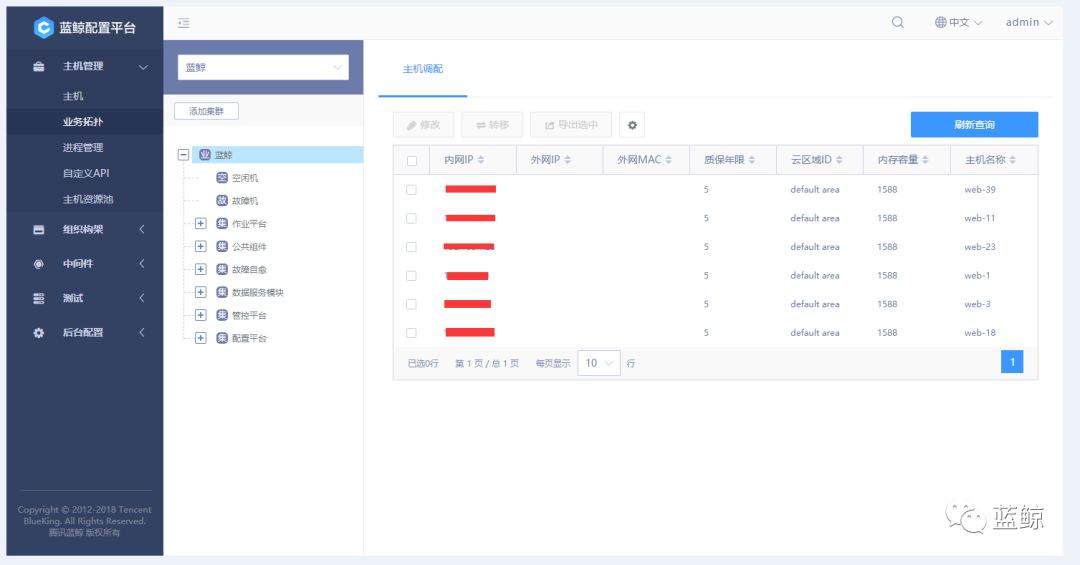 蓝鲸配置平台
中文
admin
主机管理
主机
业务拓扑
进程管理
自定义API
主机资源池
组织构架
中间件
测试
后台配置
Copyright © 2012-2018 Tencent
BlueKing. All Rights Reserved.
腾讯蓝鲸 版权所有
蓝鲸
添加集群
业 蓝鲸
空 空闲机
故 故障机
集 作业平台
集 公共组件
集 故障自愈
集 数据服务模块
集 管控平台
集 配置平台
主机调配
修改 转移 导出选中 刷新查询
内网IP 外网IP 外网MAC 质保年限 云区域ID 内存容量 主机名称
5 default area 1588 web-39
5 default area 1588 web-11
5 default area 1588 web-23
5 default area 1588 web-1
5 default area 1588 web-3
5 default area 1588 web-18
已选0行 第 1 页 / 总 1 页 每页显示 10 行 1
蓝鲸